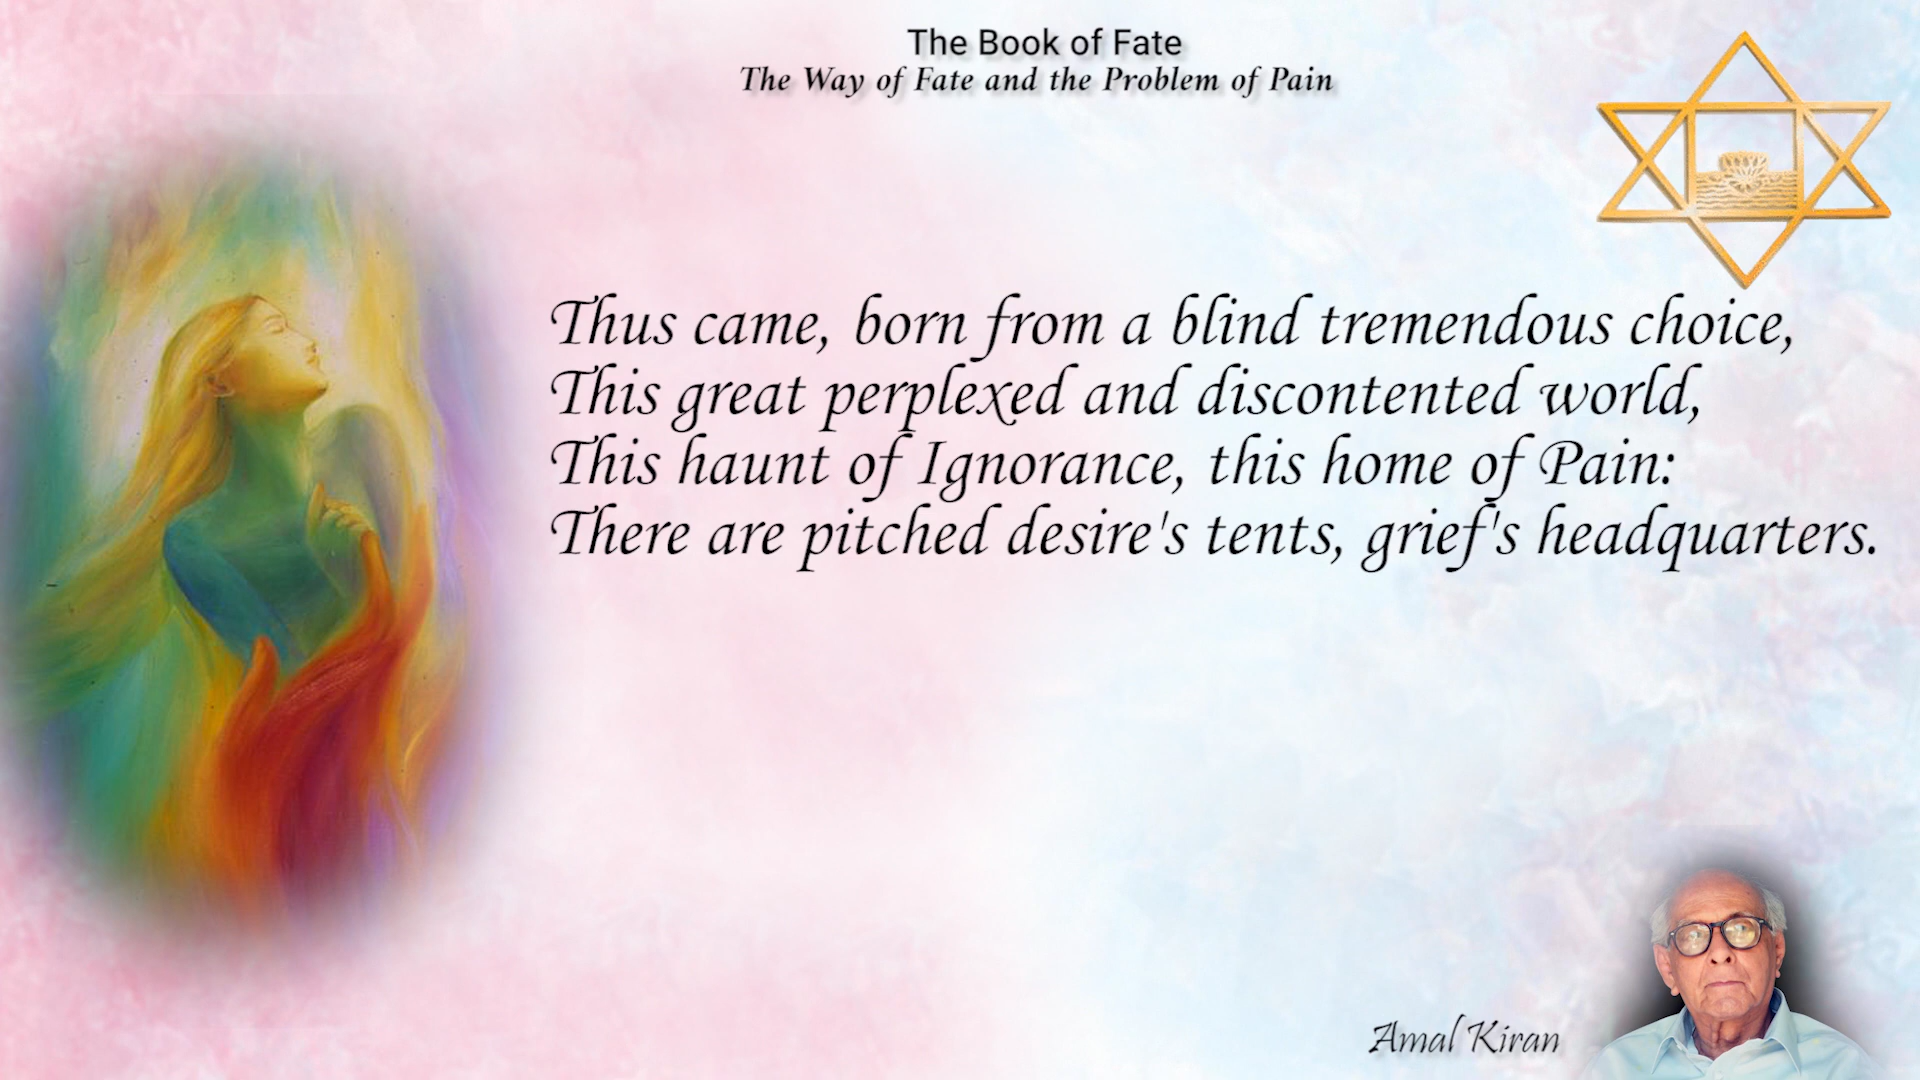 The Book of Fate
The Way of Fate and the Problem of Pain
Thus came, born from a blind tremendous choice,
This great perplexed and discontented world,
This haunt of Ignorance, this home of Pain:
There are pitched desire's tents, grief's headquarters.
Amal Kiran